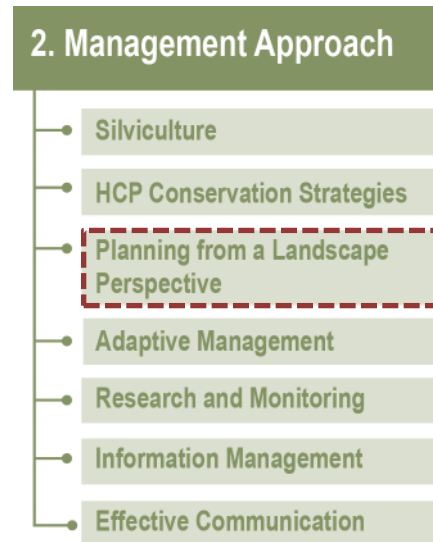 2. Management Approach
Silviculture
HCP Conservation Strategies
Planning from a Landscape
Perspective
Adaptive Management
Research and Monitoring
Information Management
Effective Communication